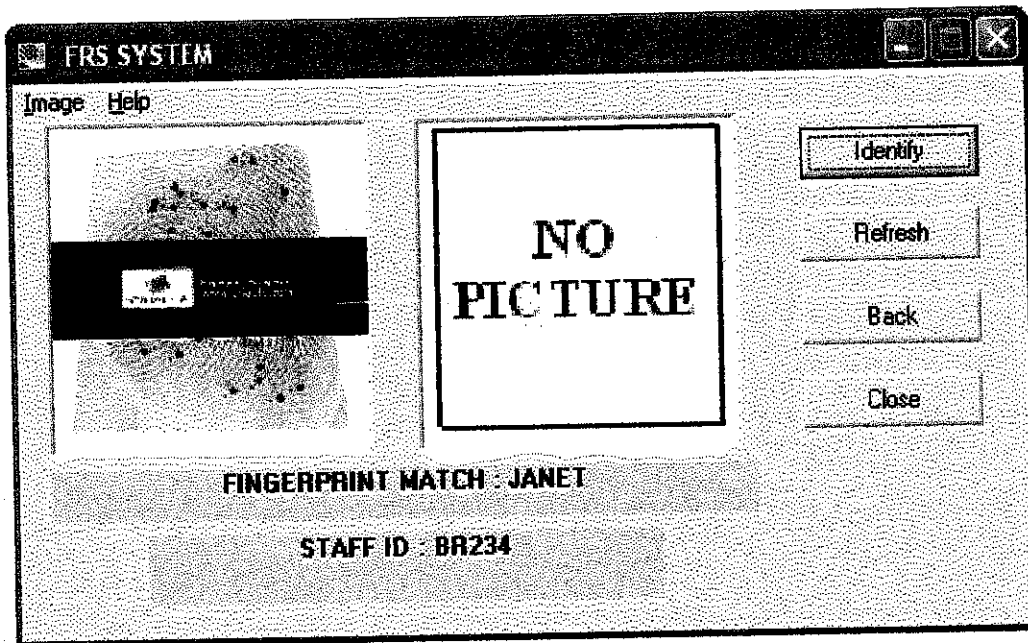 FRS SYSTEM
Image Help
NO
PICTURE
Identify
Refresh
Back
Close
FINGERPRINT MATCH : JANET
STAFF ID : BR234